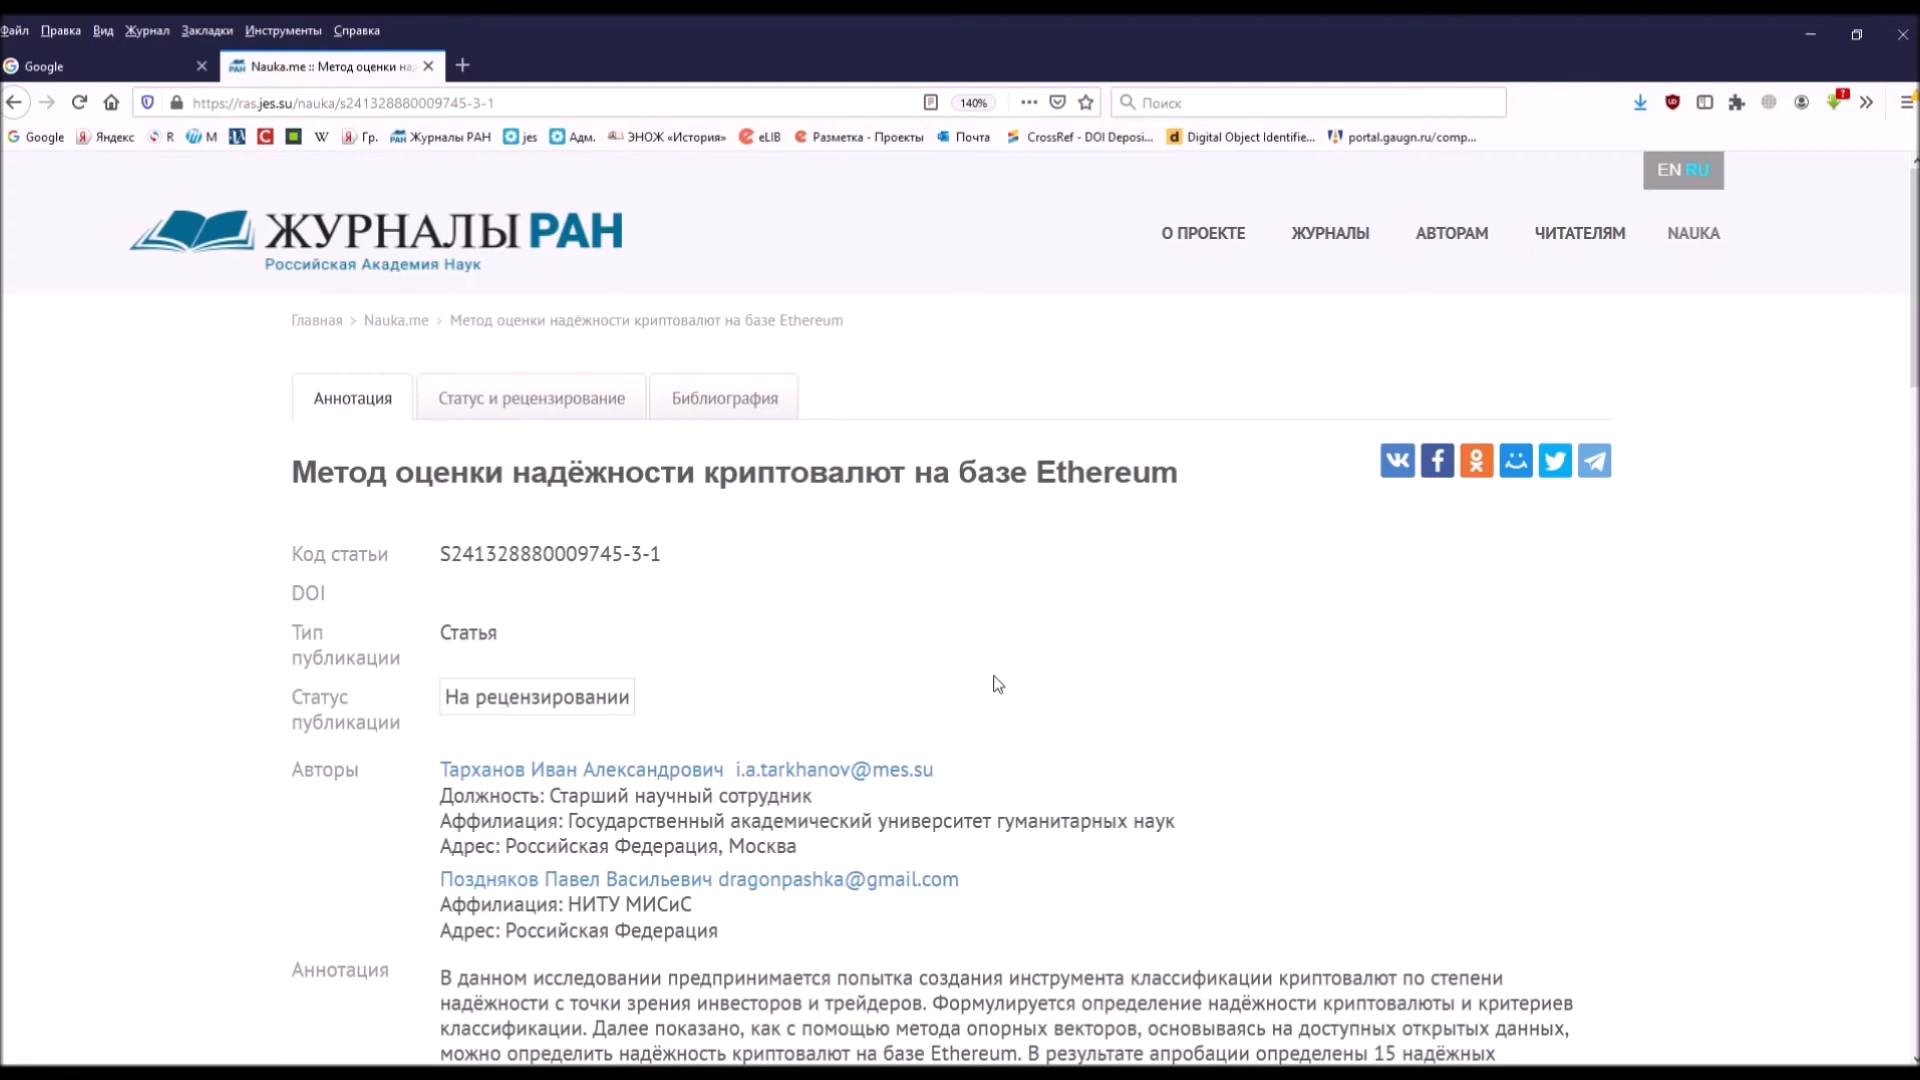 Файл Правка Вид Журнал Закладки Инструменты Справка
Google
Nauka.me :: Метод оценки на
https://ras.jes.su/nauka/s241328880009745-3-1
140%
Поиск
Google Яндекс R M W Гр. Журналы РАН jes Адм. ЭНОЖ «История» eLIB Разметка - Проекты Почта CrossRef - DOI Deposi... Digital Object Identifie... portal.gaugn.ru/comp...
EN RU
ЖУРНАЛЫ РАН
Российская Академия Наук
О ПРОЕКТЕ ЖУРНАЛЫ АВТОРАМ ЧИТАТЕЛЯМ NAUKA
Главная > Nauka.me > Метод оценки надёжности криптовалют на базе Ethereum
Аннотация Статус и рецензирование Библиография
Метод оценки надёжности криптовалют на базе Ethereum
Код статьи S241328880009745-3-1
DOI
Тип публикации Статья
Статус публикации На рецензировании
Авторы Тарханов Иван Александрович i.a.tarkhanov@mes.su
Должность: Старший научный сотрудник
Аффилиация: Государственный академический университет гуманитарных наук
Адрес: Российская Федерация, Москва
Поздняков Павел Васильевич dragonpashka@gmail.com
Аффилиация: НИТУ МИСиС
Адрес: Российская Федерация
Аннотация В данном исследовании предпринимается попытка создания инструмента классификации криптовалют по степени
надёжности с точки зрения инвесторов и трейдеров. Формулируется определение надёжности криптовалюты и критериев
классификации. Далее показано, как с помощью метода опорных векторов, основываясь на доступных открытых данных,
можно определить надёжность криптовалют на базе Ethereum. В результате апробации определены 15 надёжных